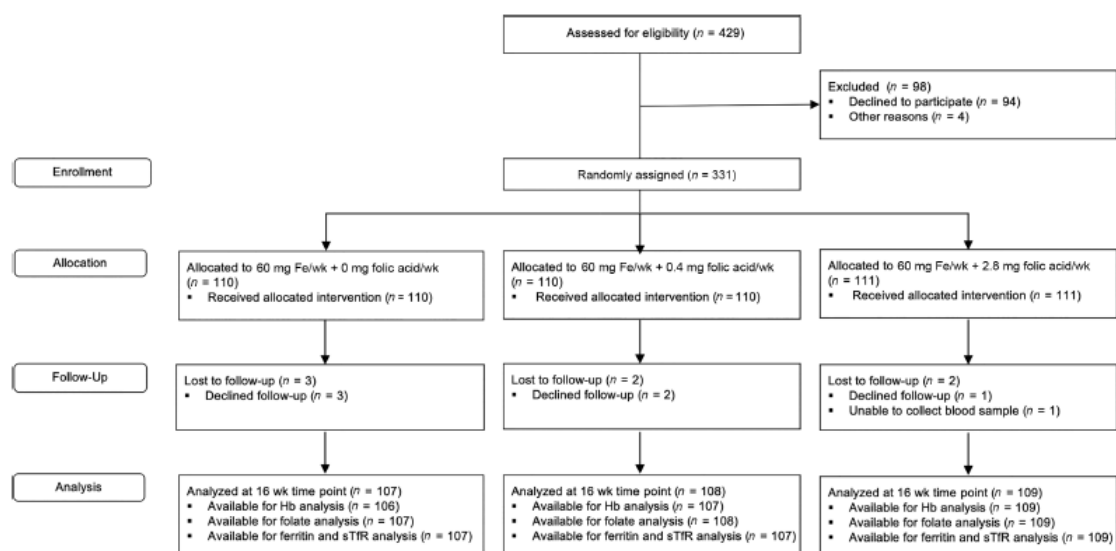 Assessed for eligibility (n = 429)
Excluded (n = 98)
▪ Declined to participate (n = 94)
▪ Other reasons (n = 4)
Enrollment
Randomly assigned (n = 331)
Allocation
Allocated to 60 mg Fe/wk + 0 mg folic acid/wk
(n = 110)
▪ Received allocated intervention (n = 110)
Allocated to 60 mg Fe/wk + 0.4 mg folic acid/wk
(n = 110)
▪ Received allocated intervention (n = 110)
Allocated to 60 mg Fe/wk + 2.8 mg folic acid/wk
(n = 111)
▪ Received allocated intervention (n = 111)
Follow-Up
Lost to follow-up (n = 3)
▪ Declined follow-up (n = 3)
Lost to follow-up (n = 2)
▪ Declined follow-up (n = 2)
Lost to follow-up (n = 2)
▪ Declined follow-up (n = 1)
▪ Unable to collect blood sample (n = 1)
Analysis
Analyzed at 16 wk time point (n = 107)
▪ Available for Hb analysis (n = 106)
▪ Available for folate analysis (n = 107)
▪ Available for ferritin and sTfR analysis (n = 107)
Analyzed at 16 wk time point (n = 108)
▪ Available for Hb analysis (n = 107)
▪ Available for folate analysis (n = 108)
▪ Available for ferritin and sTfR analysis (n = 107)
Analyzed at 16 wk time point (n = 109)
▪ Available for Hb analysis (n = 109)
▪ Available for folate analysis (n = 109)
▪ Available for ferritin and sTfR analysis (n = 109)